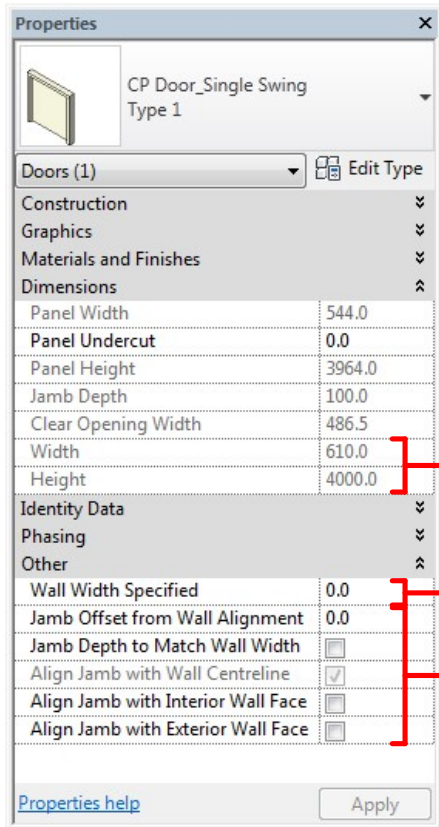 Properties
CP Door_Single Swing
Type 1
Doors (1) Edit Type
Construction
Graphics
Materials and Finishes
Dimensions
Panel Width 544.0
Panel Undercut 0.0
Panel Height 3964.0
Jamb Depth 100.0
Clear Opening Width 486.5
Width 610.0
Height 4000.0
Identity Data
Phasing
Other
Wall Width Specified 0.0
Jamb Offset from Wall Alignment 0.0
Jamb Depth to Match Wall Width
Align Jamb with Wall Centreline
Align Jamb with Interior Wall Face
Align Jamb with Exterior Wall Face
Properties help Apply